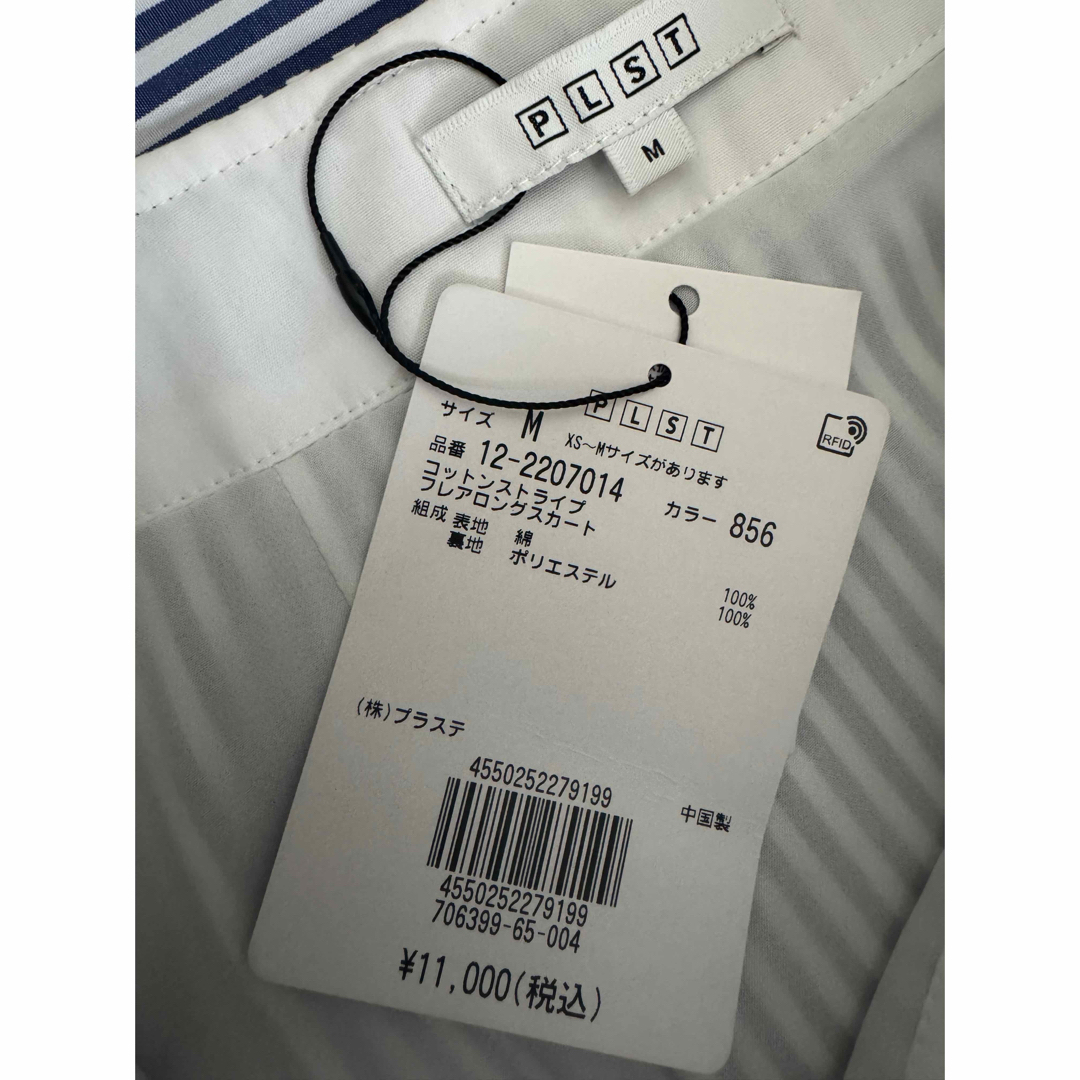 PLST
M
PLST
RFID
サイズ M XS～Mサイズがあります
品番 12-2207014 カラー 856
コットンストライプ
フレアロングスカート
組成 表地 綿 100%
裏地 ポリエステル 100%
(株)プラステ
4550252279199
中国製
4550252279199
706399-65-004
¥11,000(税込)